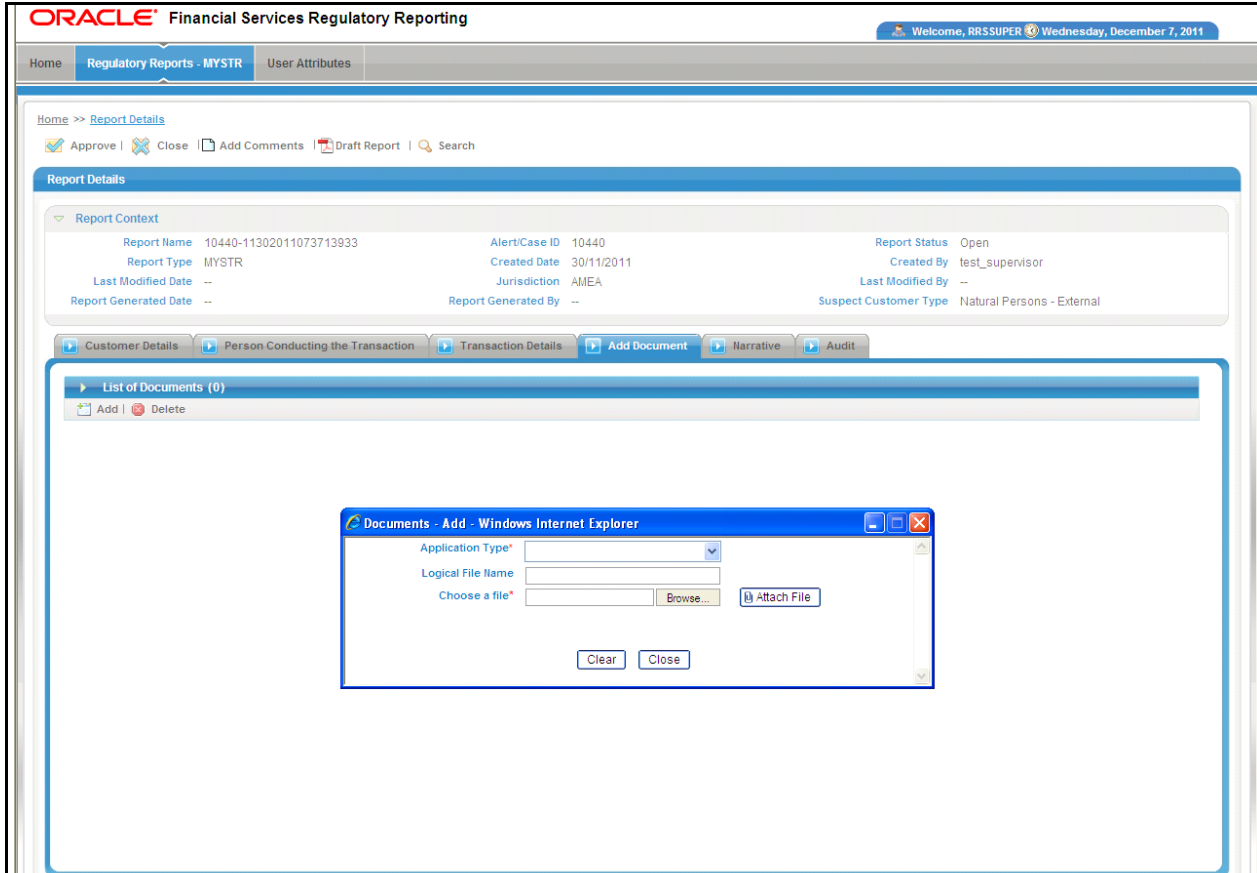 ORACLE® Financial Services Regulatory Reporting
Welcome, RRSSUPER Wednesday, December 7, 2011
Home Regulatory Reports - MYSTR User Attributes
Home >> Report Details
Approve | Close | Add Comments | Draft Report | Search
Report Details
Report Context
Report Name 10440-11302011073713933 Alert/Case ID 10440 Report Status Open
Report Type MYSTR Created Date 30/11/2011 Created By test_supervisor
Last Modified Date -- Jurisdiction AMEA Last Modified By --
Report Generated Date -- Report Generated By -- Suspect Customer Type Natural Persons - External
Customer Details Person Conducting the Transaction Transaction Details Add Document Narrative Audit
List of Documents (0)
Add | Delete
Documents - Add - Windows Internet Explorer
Application Type*
Logical File Name
Choose a file* Browse... Attach File
Clear Close